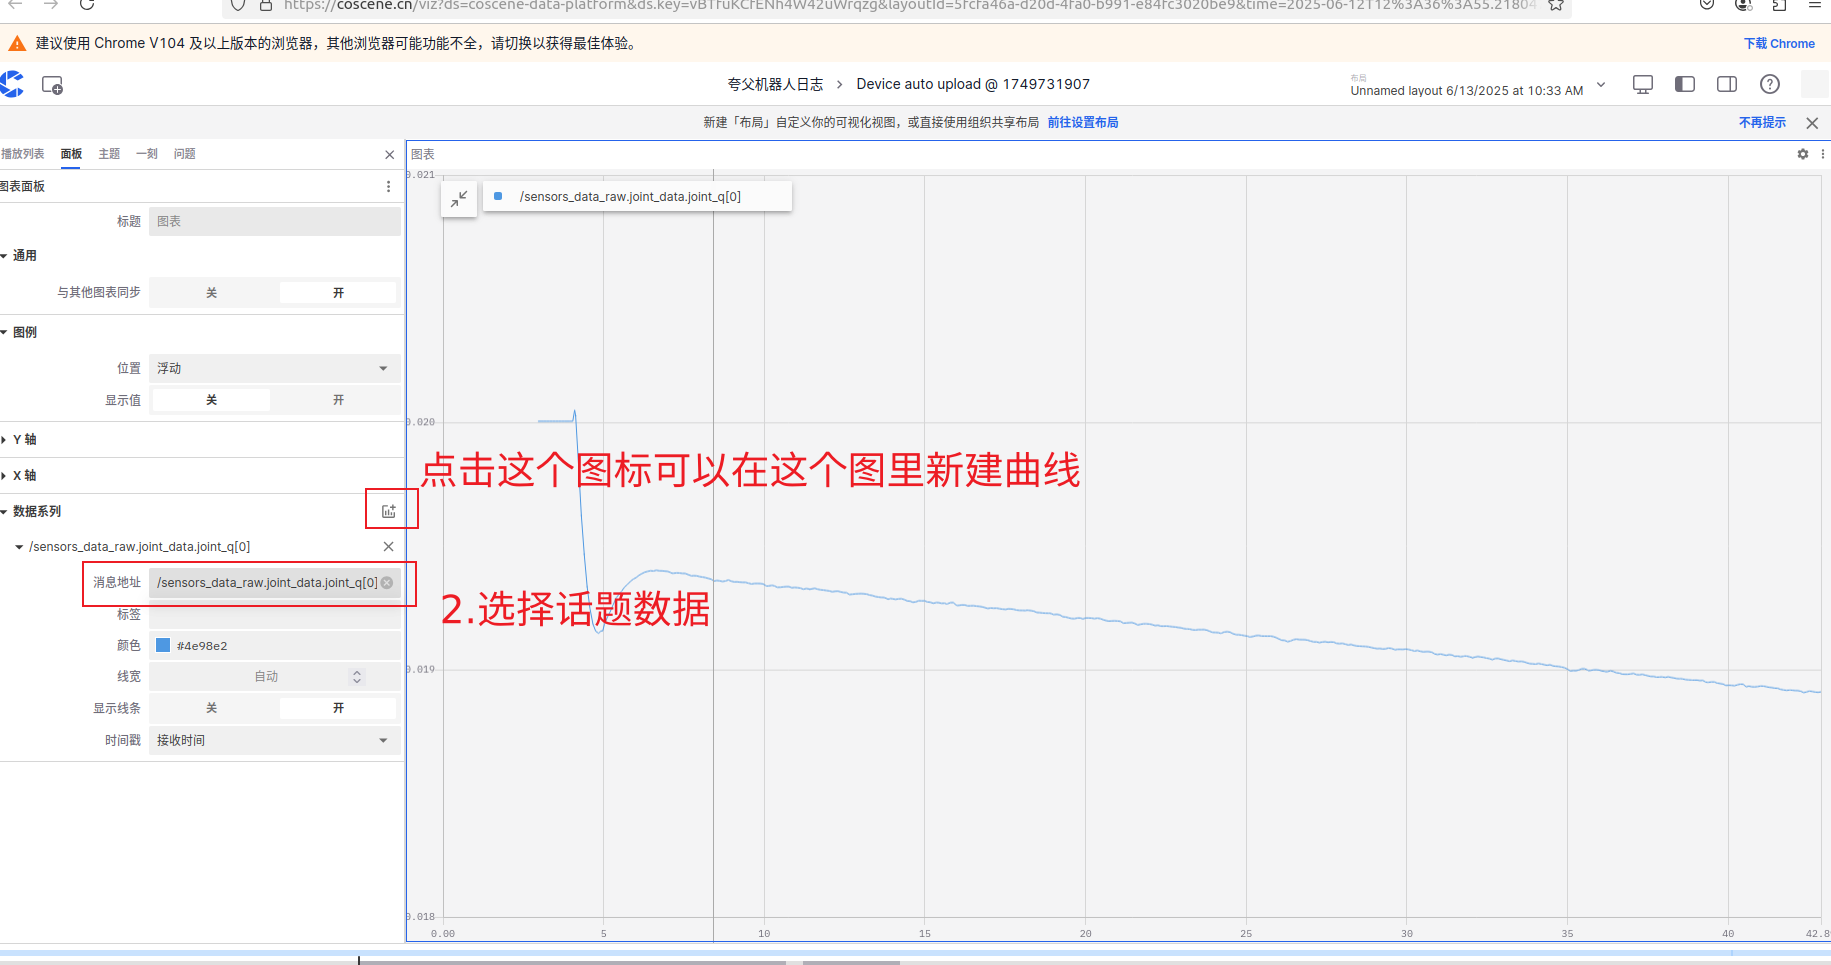 https://coscene.cn/viz?ds=coscene-data-platform&ds.key=vBTfuKCfENh4W42uWrqzg&layoutId=5fcfa46a-d20d-4fa0-b991-e84fc3020be9&time=2025-06-12T12%3A36%3A55.21804
建议使用 Chrome V104 及以上版本的浏览器，其他浏览器可能功能不全，请切换以获得最佳体验。
下载 Chrome
夸父机器人日志 › Device auto upload @ 1749731907
布局
Unnamed layout 6/13/2025 at 10:33 AM
新建「布局」自定义你的可视化视图，或直接使用组织共享布局 前往设置布局
不再提示
播放列表 面板 主题 一刻 问题
图表
图表面板
标题 图表
通用
与其他图表同步 关 开
图例
位置 浮动
显示值 关 开
Y 轴
X 轴
数据系列
/sensors_data_raw.joint_data.joint_q[0]
消息地址 /sensors_data_raw.joint_data.joint_q[0]
标签
颜色 #4e98e2
线宽 自动
显示线条 关 开
时间戳 接收时间
/sensors_data_raw.joint_data.joint_q[0]
0.021
0.020
点击这个图标可以在这个图里新建曲线
2.选择话题数据
0.019
0.018
0.00 5 10 15 20 25 30 35 40 42.8